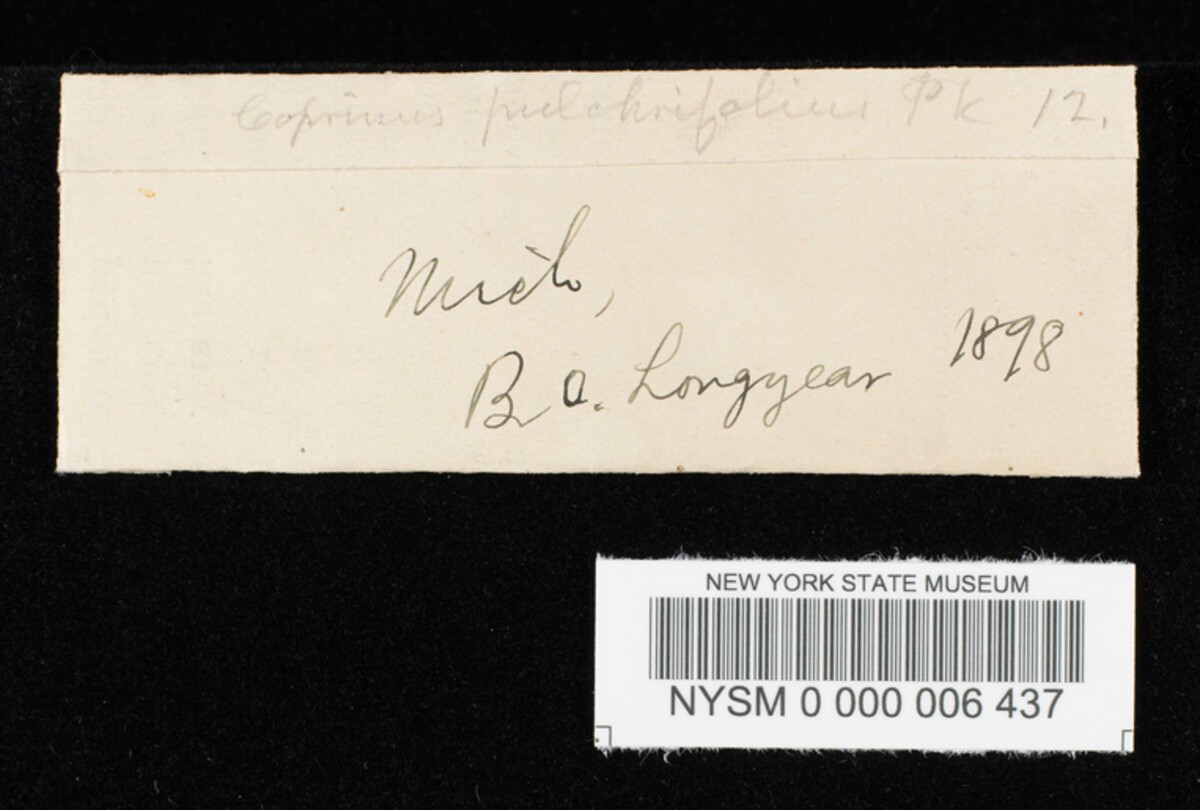 Coprinus pulchrifolius Pk 12.
Mich,
B O. Longyear 1898
NEW YORK STATE MUSEUM
NYSM 0 000 006 437